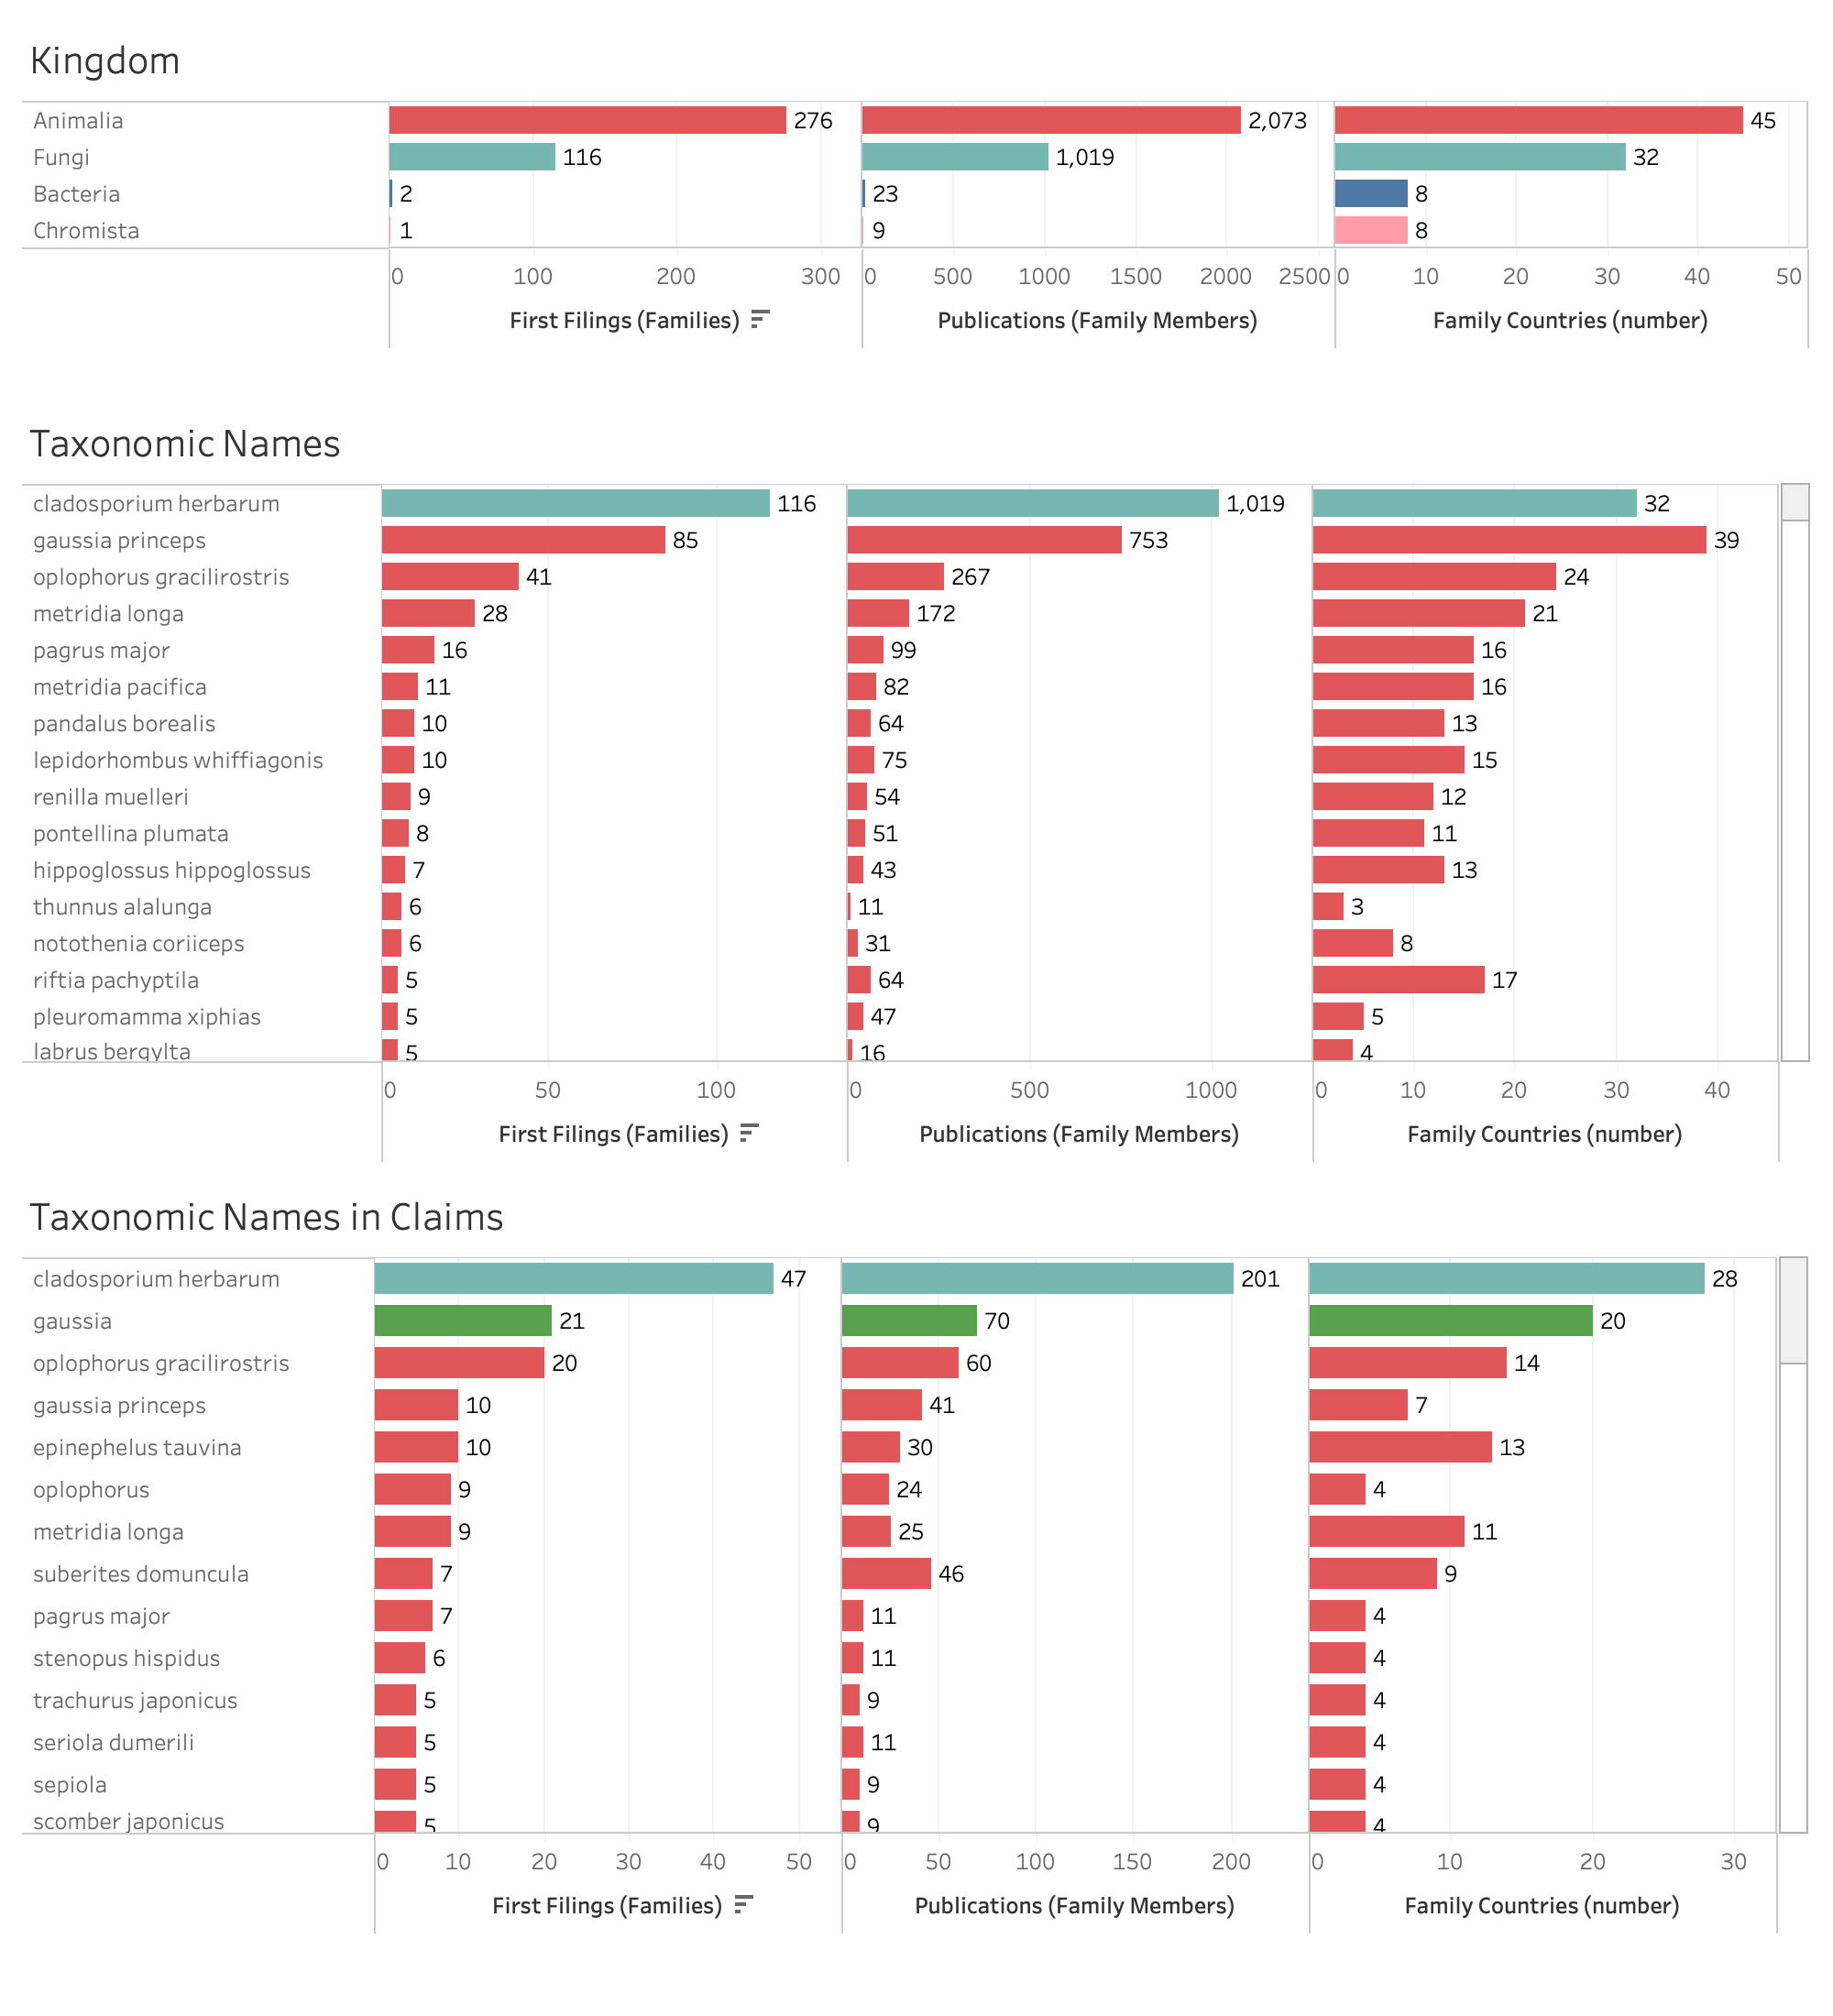 Kingdom
Animalia 276 2,073 45
Fungi 116 1,019 32
Bacteria 2 23 8
Chromista 1 9 8
0 100 200 300 0 500 1000 1500 2000 2500 0 10 20 30 40 50
First Filings (Families) Publications (Family Members) Family Countries (number)
Taxonomic Names
cladosporium herbarum 116 1,019 32
gaussia princeps 85 753 39
oplophorus gracilirostris 41 267 24
metridia longa 28 172 21
pagrus major 16 99 16
metridia pacifica 11 82 16
pandalus borealis 10 64 13
lepidorhombus whiffiagonis 10 75 15
renilla muelleri 9 54 12
pontellina plumata 8 51 11
hippoglossus hippoglossus 7 43 13
thunnus alalunga 6 11 3
notothenia coriiceps 6 31 8
riftia pachyptila 5 64 17
pleuromamma xiphias 5 47 5
labrus bergylta 5 16 4
0 50 100 0 500 1000 0 10 20 30 40
First Filings (Families) Publications (Family Members) Family Countries (number)
Taxonomic Names in Claims
cladosporium herbarum 47 201 28
gaussia 21 70 20
oplophorus gracilirostris 20 60 14
gaussia princeps 10 41 7
epinephelus tauvina 10 30 13
oplophorus 9 24 4
metridia longa 9 25 11
suberites domuncula 7 46 9
pagrus major 7 11 4
stenopus hispidus 6 11 4
trachurus japonicus 5 9 4
seriola dumerili 5 11 4
sepiola 5 9 4
scomber japonicus 5 9 4
0 10 20 30 40 50 0 50 100 150 200 0 10 20 30
First Filings (Families) Publications (Family Members) Family Countries (number)